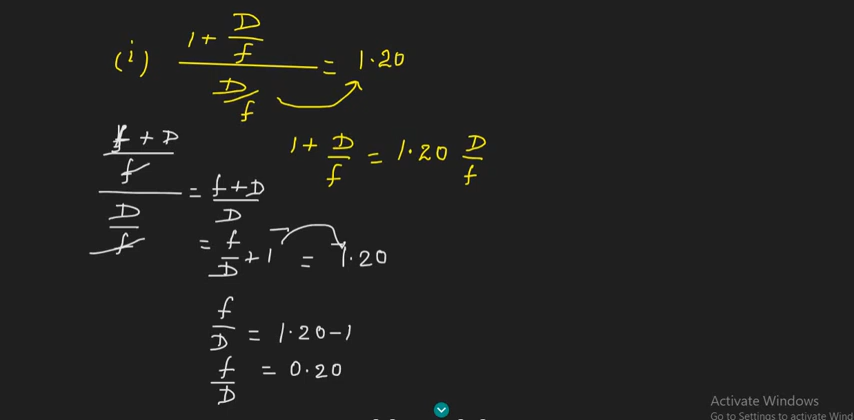 (i) (1 + D/f) / (D/f) = 1.20
1 + D/f = 1.20 D/f
((f + D)/f) / (D/f) = (f + D)/D
= f/D + 1 = 1.20
f/D = 1.20 - 1
f/D = 0.20
Activate Windows
Go to Settings to activate Wind